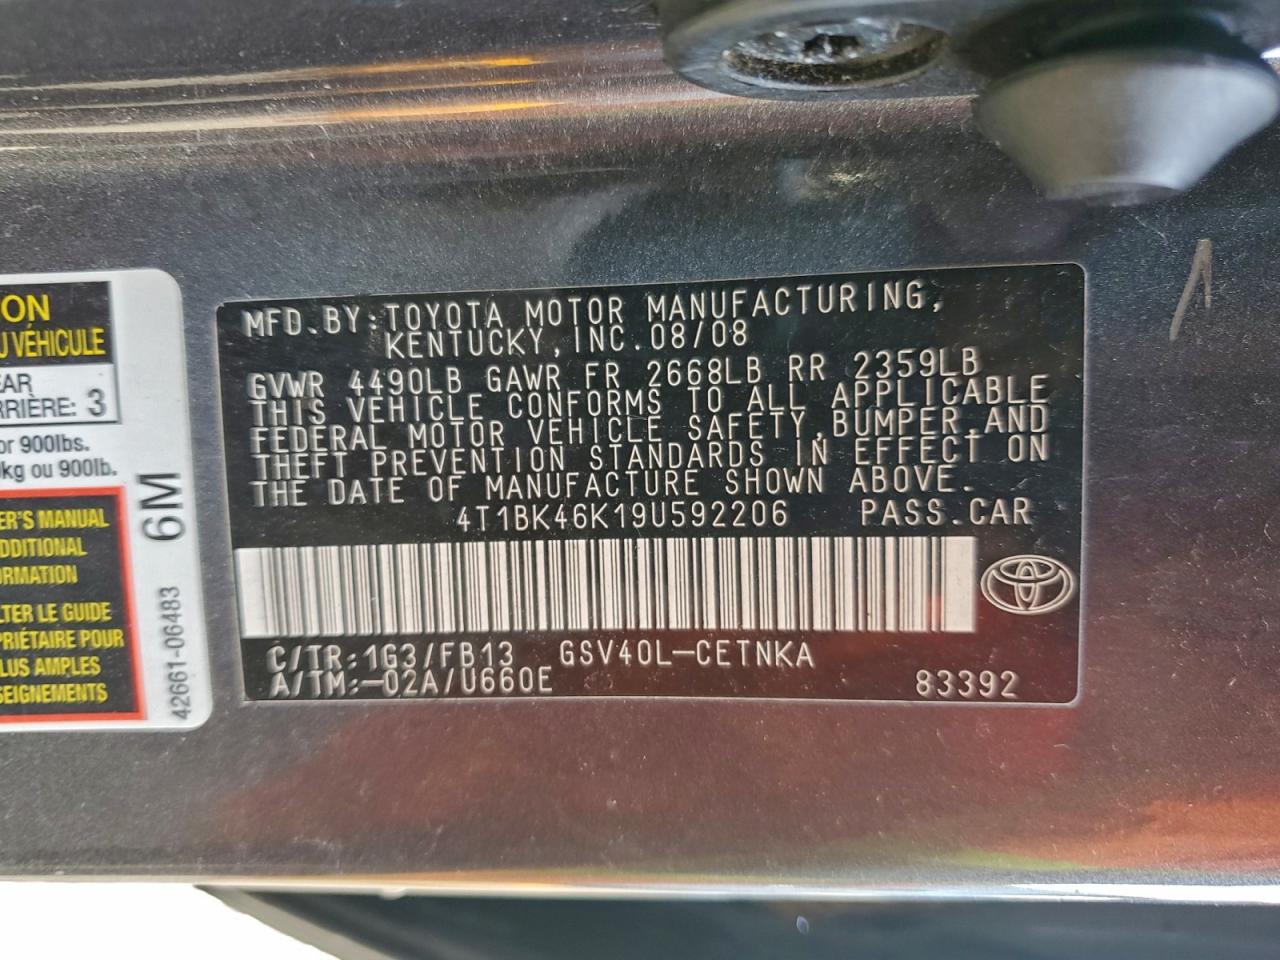 ON
U VÉHICULE
EAR
RRIÈRE: 3
or 900lbs.
kg ou 900lb.
ER'S MANUAL
ADDITIONAL
ORMATION
LTER LE GUIDE
PRIÉTAIRE POUR
PLUS AMPLES
SEIGNEMENTS
6M
42661-06483
MFD.BY:TOYOTA MOTOR MANUFACTURING,
KENTUCKY,INC.08/08
GVWR 4490LB GAWR FR 2668LB RR 2359LB
THIS VEHICLE CONFORMS TO ALL APPLICABLE
FEDERAL MOTOR VEHICLE SAFETY,BUMPER,AND
THEFT PREVENTION STANDARDS IN EFFECT ON
THE DATE OF MANUFACTURE SHOWN ABOVE.
4T1BK46K19U592206 PASS.CAR
C/TR:1G3/FB13 GSV40L-CETNKA
A/TM:-02A/U660E 83392